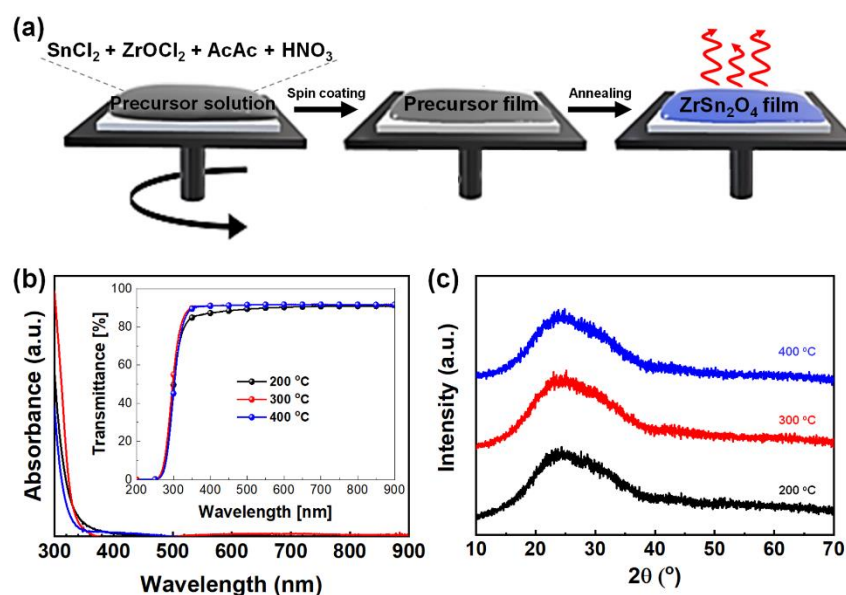 (a)
SnCl2 + ZrOCl2 + AcAc + HNO3
Precursor solution
Spin coating
Precursor film
Annealing
ZrSn2O4 film
(b)
Absorbance (a.u.)
Wavelength (nm)
300 400 500 600 700 800 900
Transmittance [%]
100
80
60
40
20
0
200 °C
300 °C
400 °C
200 300 400 500 600 700 800 900
Wavelength [nm]
(c)
Intensity (a.u.)
400 °C
300 °C
200 °C
10 20 30 40 50 60 70
2θ (°)